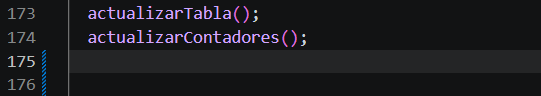 173 actualizarTabla();
174 actualizarContadores();
175
176